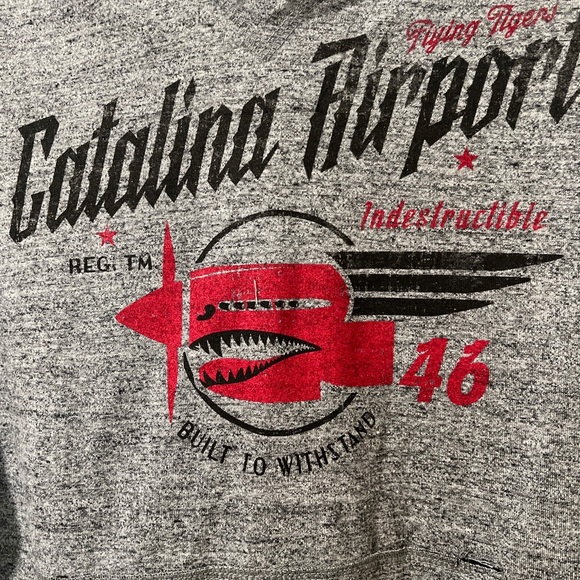 Flying Tigers
Catalina Airport
Indestructible
REG. TM
46
BUILT TO WITHSTAND